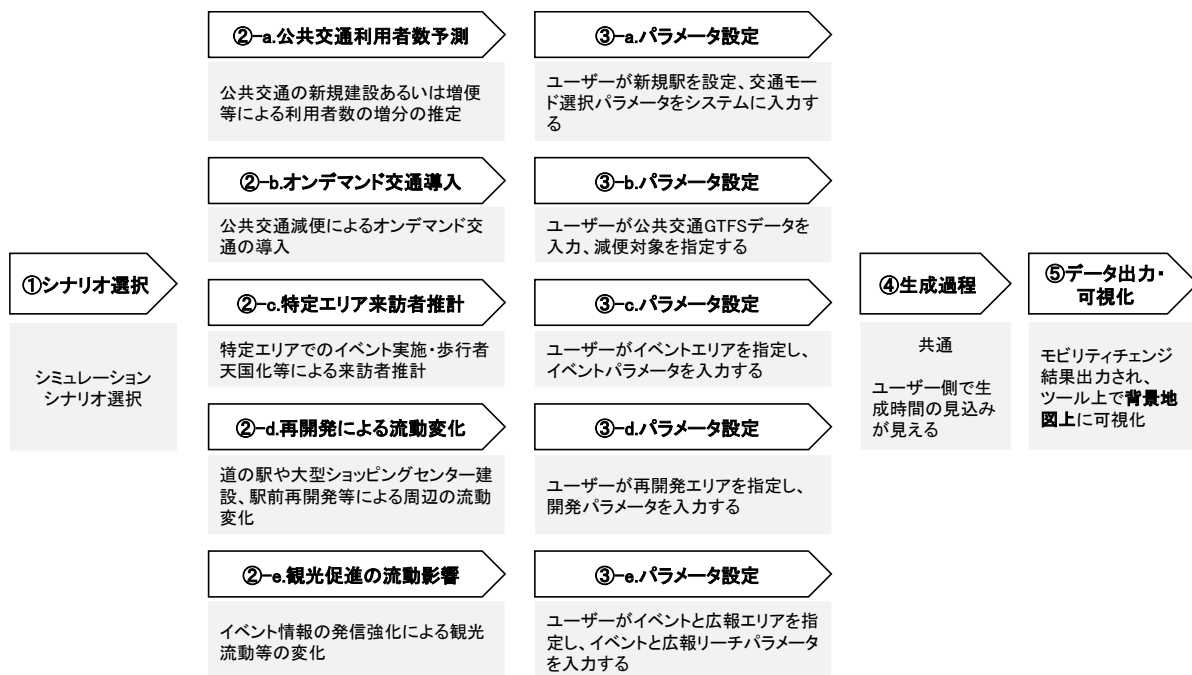 ①シナリオ選択
シミュレーション
シナリオ選択
②-a.公共交通利用者数予測
公共交通の新規建設あるいは増便
等による利用者数の増分の推定
③-a.パラメータ設定
ユーザーが新規駅を設定、交通モー
ド選択パラメータをシステムに入力す
る
②-b.オンデマンド交通導入
公共交通減便によるオンデマンド交
通の導入
③-b.パラメータ設定
ユーザーが公共交通GTFSデータを
入力、減便対象を指定する
②-c.特定エリア来訪者推計
特定エリアでのイベント実施・歩行者
天国化等による来訪者推計
③-c.パラメータ設定
ユーザーがイベントエリアを指定し、
イベントパラメータを入力する
②-d.再開発による流動変化
道の駅や大型ショッピングセンター建
設、駅前再開発等による周辺の流動
変化
③-d.パラメータ設定
ユーザーが再開発エリアを指定し、
開発パラメータを入力する
②-e.観光促進の流動影響
イベント情報の発信強化による観光
流動等の変化
③-e.パラメータ設定
ユーザーがイベントと広報エリアを指
定し、イベントと広報リーチパラメータ
を入力する
④生成過程
共通
ユーザー側で生
成時間の見込み
が見える
⑤データ出力・
可視化
モビリティチェンジ
結果出力され、
ツール上で背景地
図上に可視化